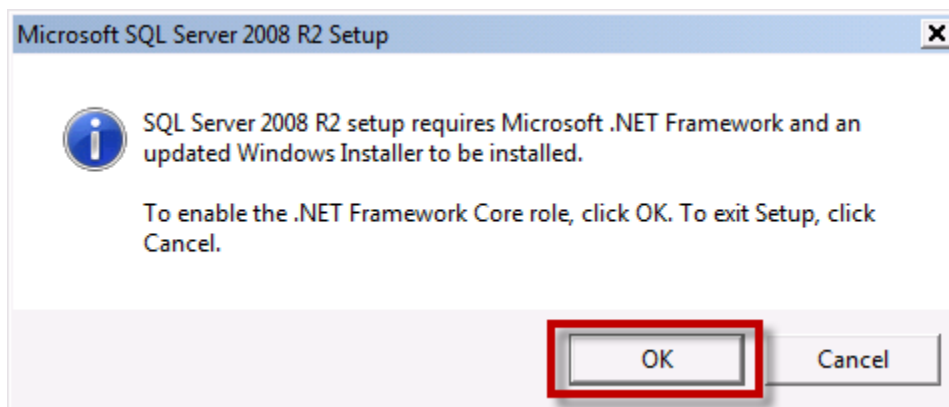 Microsoft SQL Server 2008 R2 Setup
SQL Server 2008 R2 setup requires Microsoft .NET Framework and an
updated Windows Installer to be installed.
To enable the .NET Framework Core role, click OK. To exit Setup, click
Cancel.
OK
Cancel